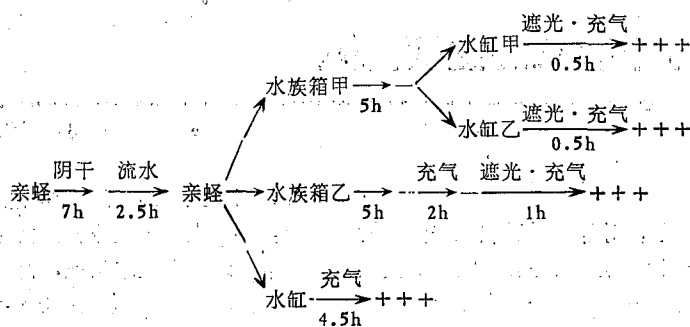 水缸甲 遮光·充气 0.5h +++
水族箱甲 5h —
水缸乙 遮光·充气 0.5h +++
亲蛏 阴干 7h 流水 2.5h 亲蛏 水族箱乙 5h 充气 2h 遮光·充气 1h +++
水缸 充气 4.5h +++